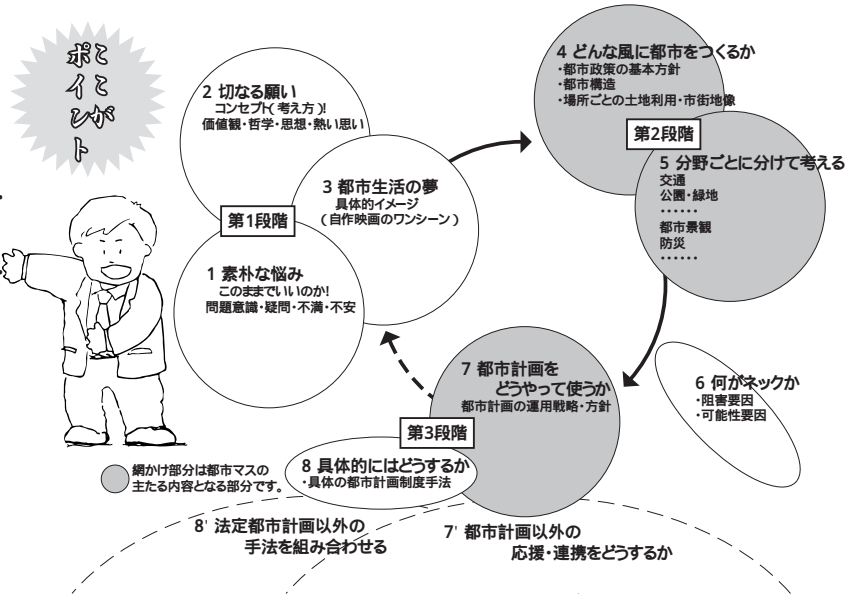 ここが
ポイント
2 切なる願い
コンセプト(考え方)!
価値観・哲学・思想・熱い思い
3 都市生活の夢
具体的イメージ
(自作映画のワンシーン)
第1段階
1 素朴な悩み
このままでいいのか!
問題意識・疑問・不満・不安
4 どんな風に都市をつくるか
・都市政策の基本方針
・都市構造
・場所ごとの土地利用・市街地像
第2段階
5 分野ごとに分けて考える
交通
公園・緑地
……
都市景観
防災
……
6 何がネックか
・阻害要因
・可能性要因
7 都市計画を
どうやって使うか
都市計画の運用戦略・方針
第3段階
8 具体的にはどうするか
・具体の都市計画制度手法
網かけ部分は都市マスの
主たる内容となる部分です。
8' 法定都市計画以外の
手法を組み合わせる
7' 都市計画以外の
応援・連携をどうするか